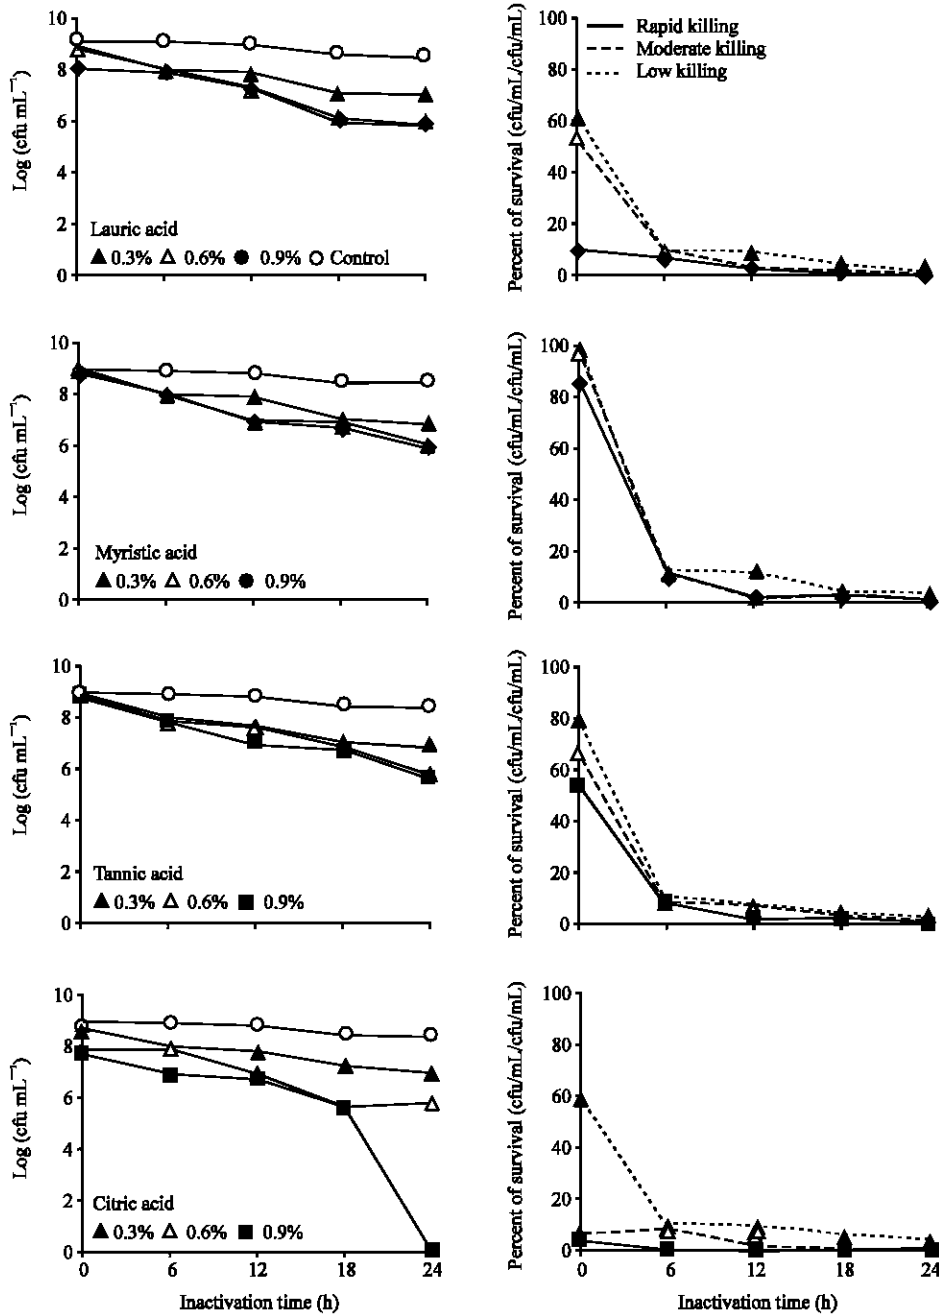 10
8
6
4
2
0
Log (cfu mL⁻¹)
Lauric acid
0.3% 0.6% 0.9% Control
100
80
60
40
20
0
Percent of survival (cfu/mL/cfu/mL)
Rapid killing
Moderate killing
Low killing
10
8
6
4
2
0
Log (cfu mL⁻¹)
Myristic acid
0.3% 0.6% 0.9%
100
80
60
40
20
0
Percent of survival (cfu/mL/cfu/mL)
10
8
6
4
2
0
Log (cfu mL⁻¹)
Tannic acid
0.3% 0.6% 0.9%
100
80
60
40
20
0
Percent of survival (cfu/mL/cfu/mL)
10
8
6
4
2
0
Log (cfu mL⁻¹)
Citric acid
0.3% 0.6% 0.9%
0 6 12 18 24
Inactivation time (h)
100
80
60
40
20
0
Percent of survival (cfu/mL/cfu/mL)
0 6 12 18 24
Inactivation time (h)